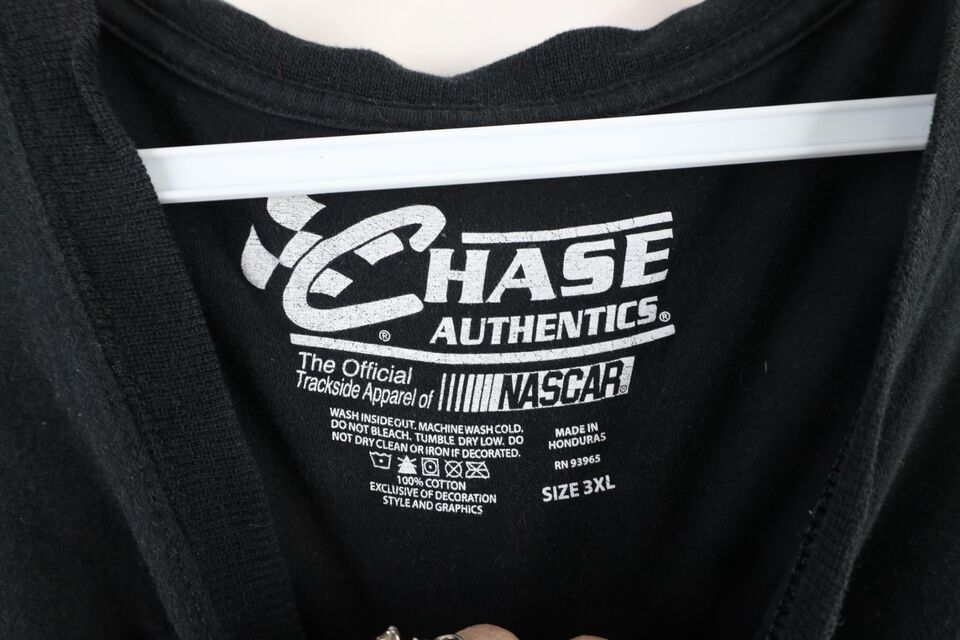 CHASE
AUTHENTICS®
®
The Official
Trackside Apparel of NASCAR®
WASH INSIDE OUT. MACHINE WASH COLD.
DO NOT BLEACH. TUMBLE DRY LOW. DO
NOT DRY CLEAN OR IRON IF DECORATED.
100% COTTON
EXCLUSIVE OF DECORATION
STYLE AND GRAPHICS
MADE IN
HONDURAS
RN 93965
SIZE 3XL